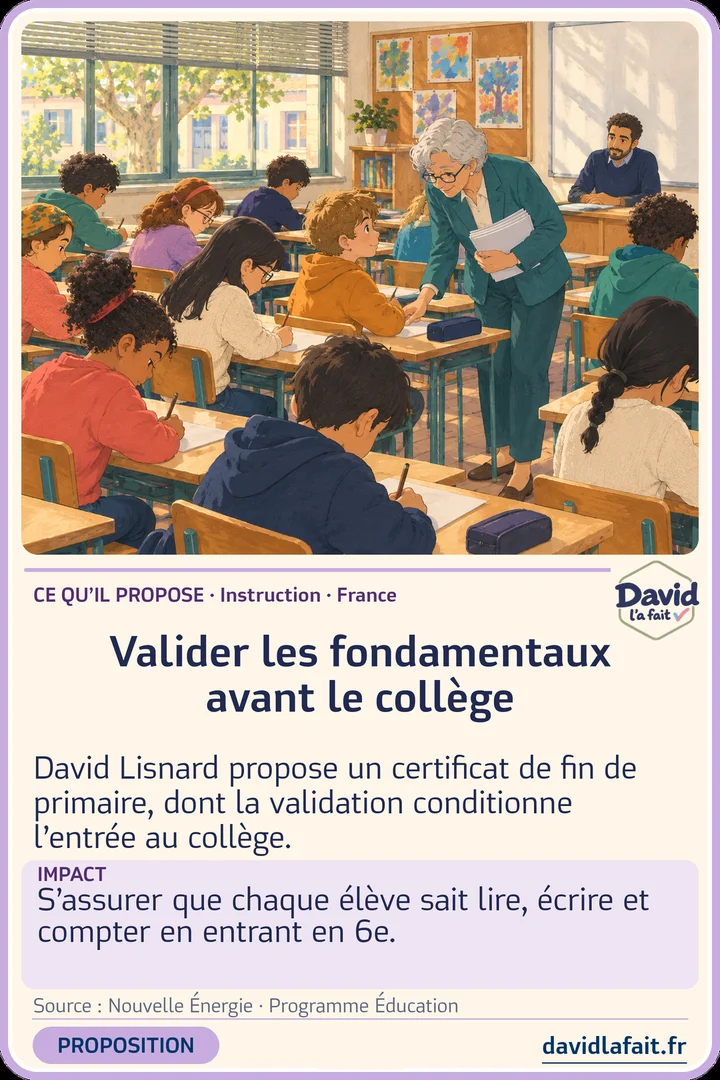 CE QU'IL PROPOSE · Instruction · France
David
l'a fait
Valider les fondamentaux
avant le collège
David Lisnard propose un certificat de fin de
primaire, dont la validation conditionne
l'entrée au collège.
IMPACT
S'assurer que chaque élève sait lire, écrire et
compter en entrant en 6e.
Source : Nouvelle Énergie · Programme Éducation
PROPOSITION
davidlafait.fr